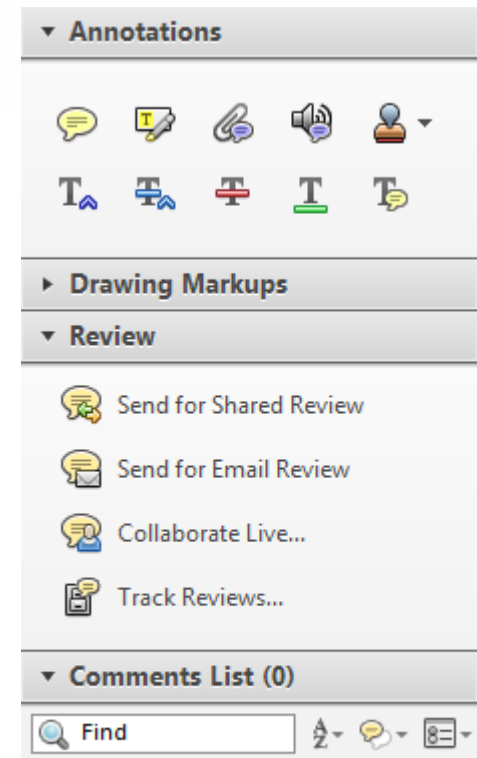 Annotations
Drawing Markups
Review
Send for Shared Review
Send for Email Review
Collaborate Live...
Track Reviews...
Comments List (0)
Find